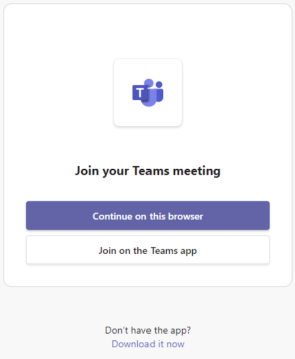 T
Join your Teams meeting
Continue on this browser
Join on the Teams app
Don't have the app?
Download it now